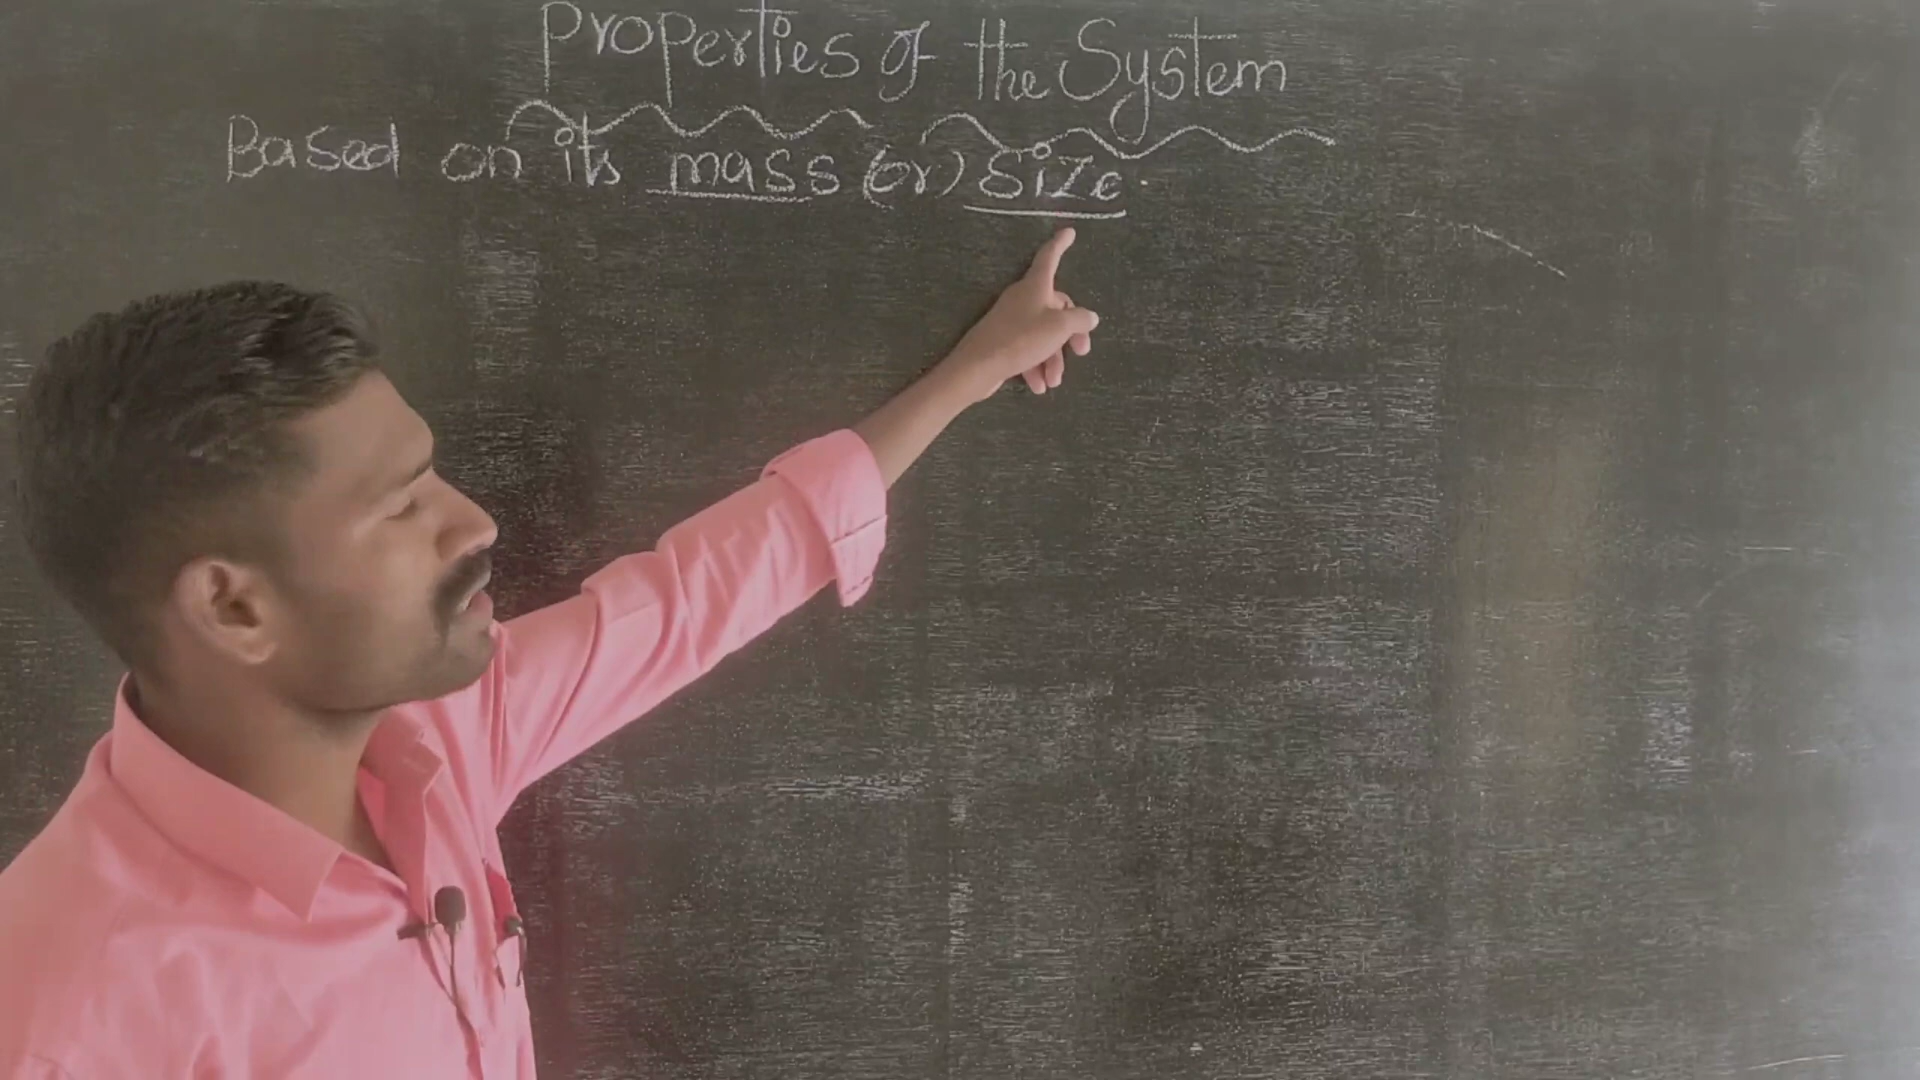 Properties of the System
Based on its mass (or) Size.